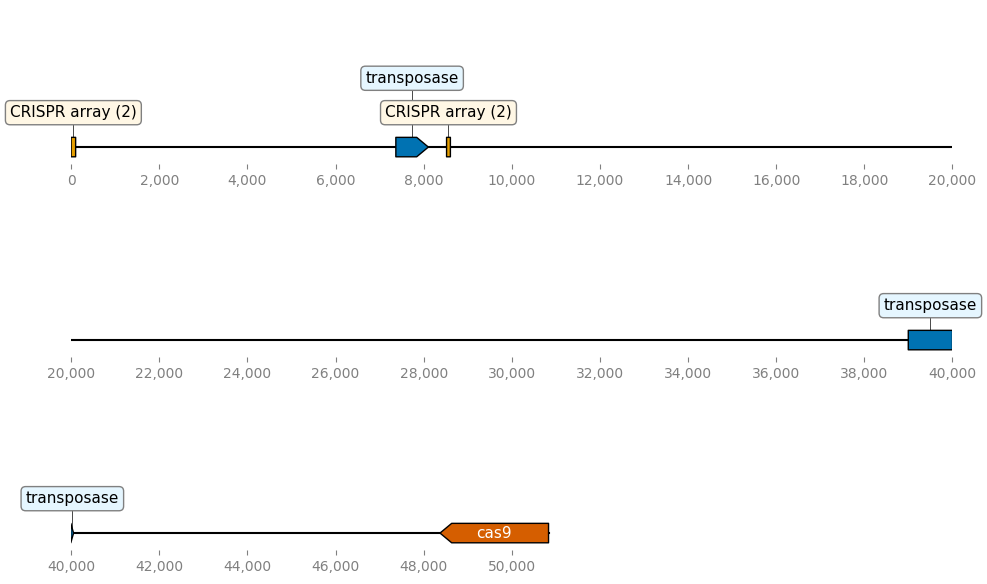 transposase
CRISPR array (2) CRISPR array (2)
0 2,000 4,000 6,000 8,000 10,000 12,000 14,000 16,000 18,000 20,000
transposase
20,000 22,000 24,000 26,000 28,000 30,000 32,000 34,000 36,000 38,000 40,000
transposase
cas9
40,000 42,000 44,000 46,000 48,000 50,000